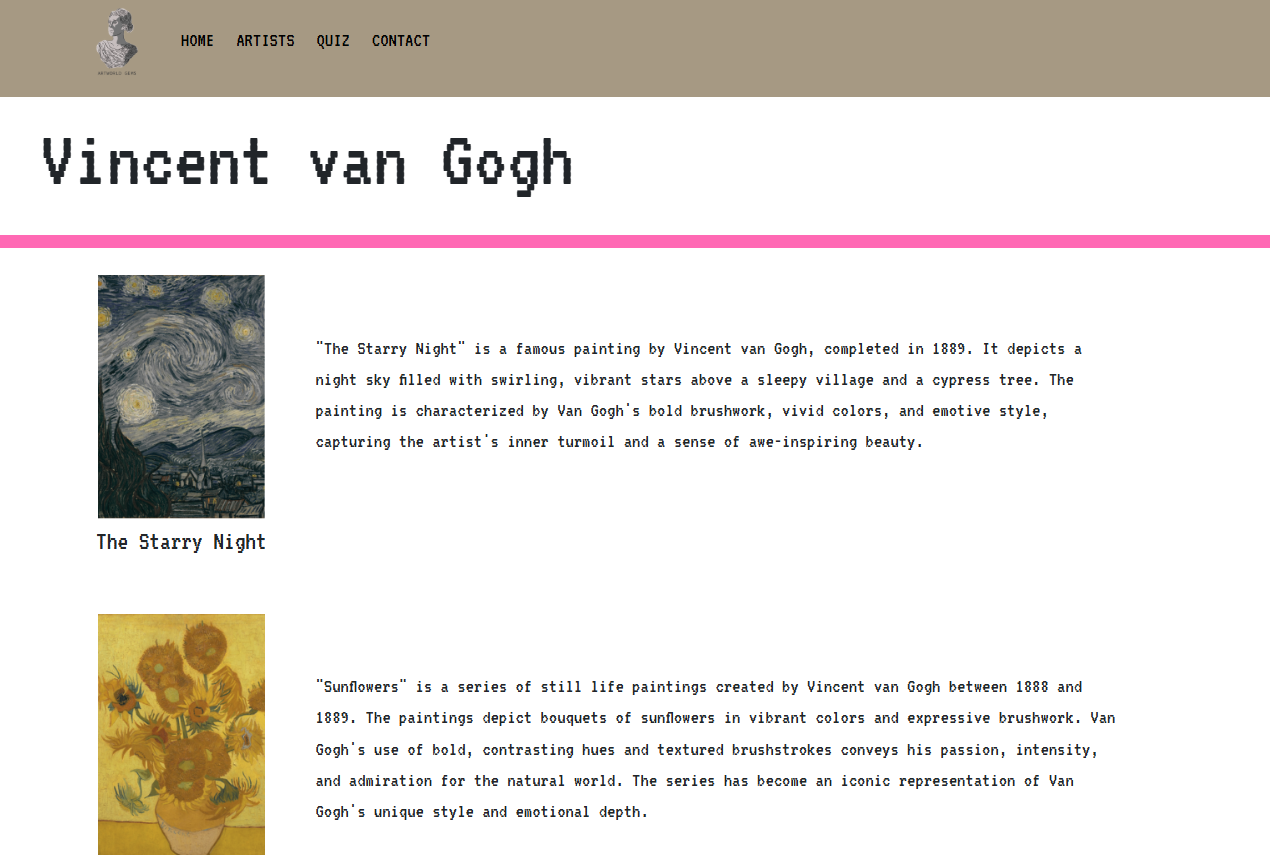 HOME ARTISTS QUIZ CONTACT
ARTWORLD GEMS
Vincent van Gogh
"The Starry Night" is a famous painting by Vincent van Gogh, completed in 1889. It depicts a
night sky filled with swirling, vibrant stars above a sleepy village and a cypress tree. The
painting is characterized by Van Gogh's bold brushwork, vivid colors, and emotive style,
capturing the artist's inner turmoil and a sense of awe-inspiring beauty.
The Starry Night
"Sunflowers" is a series of still life paintings created by Vincent van Gogh between 1888 and
1889. The paintings depict bouquets of sunflowers in vibrant colors and expressive brushwork. Van
Gogh's use of bold, contrasting hues and textured brushstrokes conveys his passion, intensity,
and admiration for the natural world. The series has become an iconic representation of Van
Gogh's unique style and emotional depth.